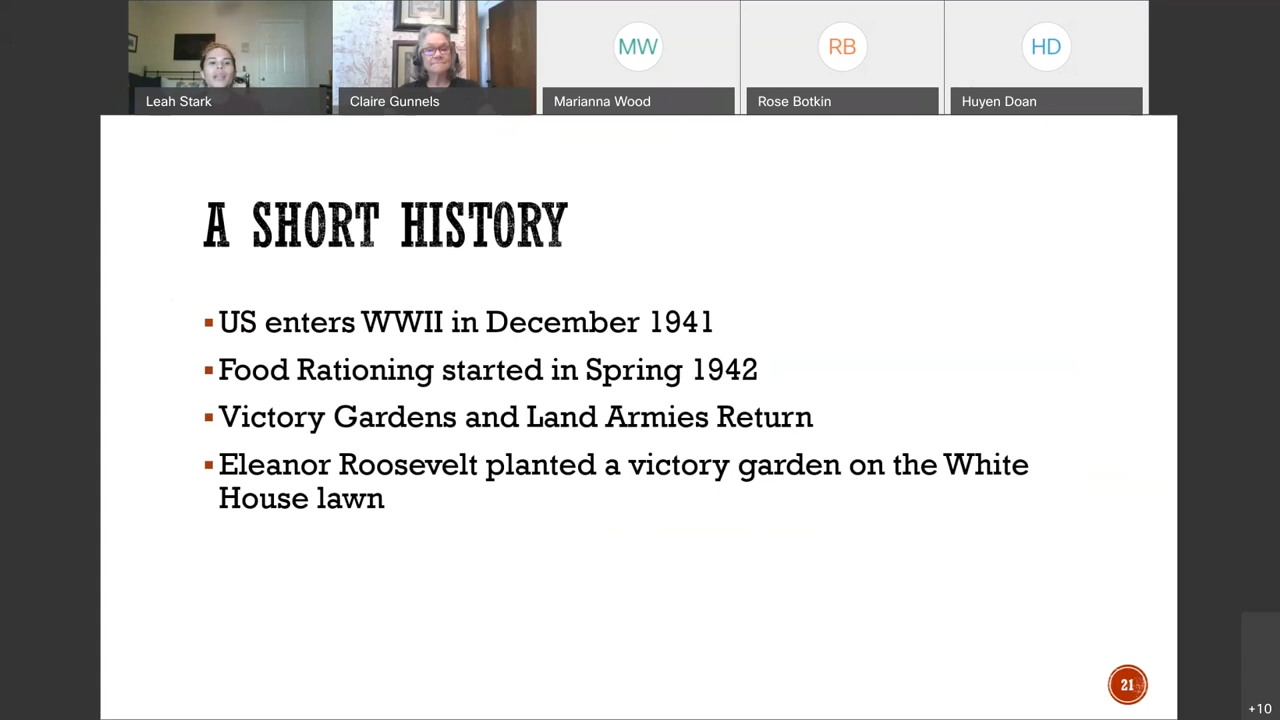 MW
RB
HD
Leah Stark
Claire Gunnels
Marianna Wood
Rose Botkin
Huyen Doan
A SHORT HISTORY
▪US enters WWII in December 1941
▪Food Rationing started in Spring 1942
▪Victory Gardens and Land Armies Return
▪Eleanor Roosevelt planted a victory garden on the White
House lawn
21
+10